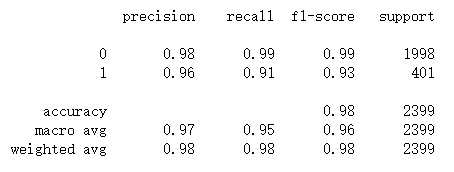 precision recall f1-score support
0 0.98 0.99 0.99 1998
1 0.96 0.91 0.93 401
accuracy 0.98 2399
macro avg 0.97 0.95 0.96 2399
weighted avg 0.98 0.98 0.98 2399